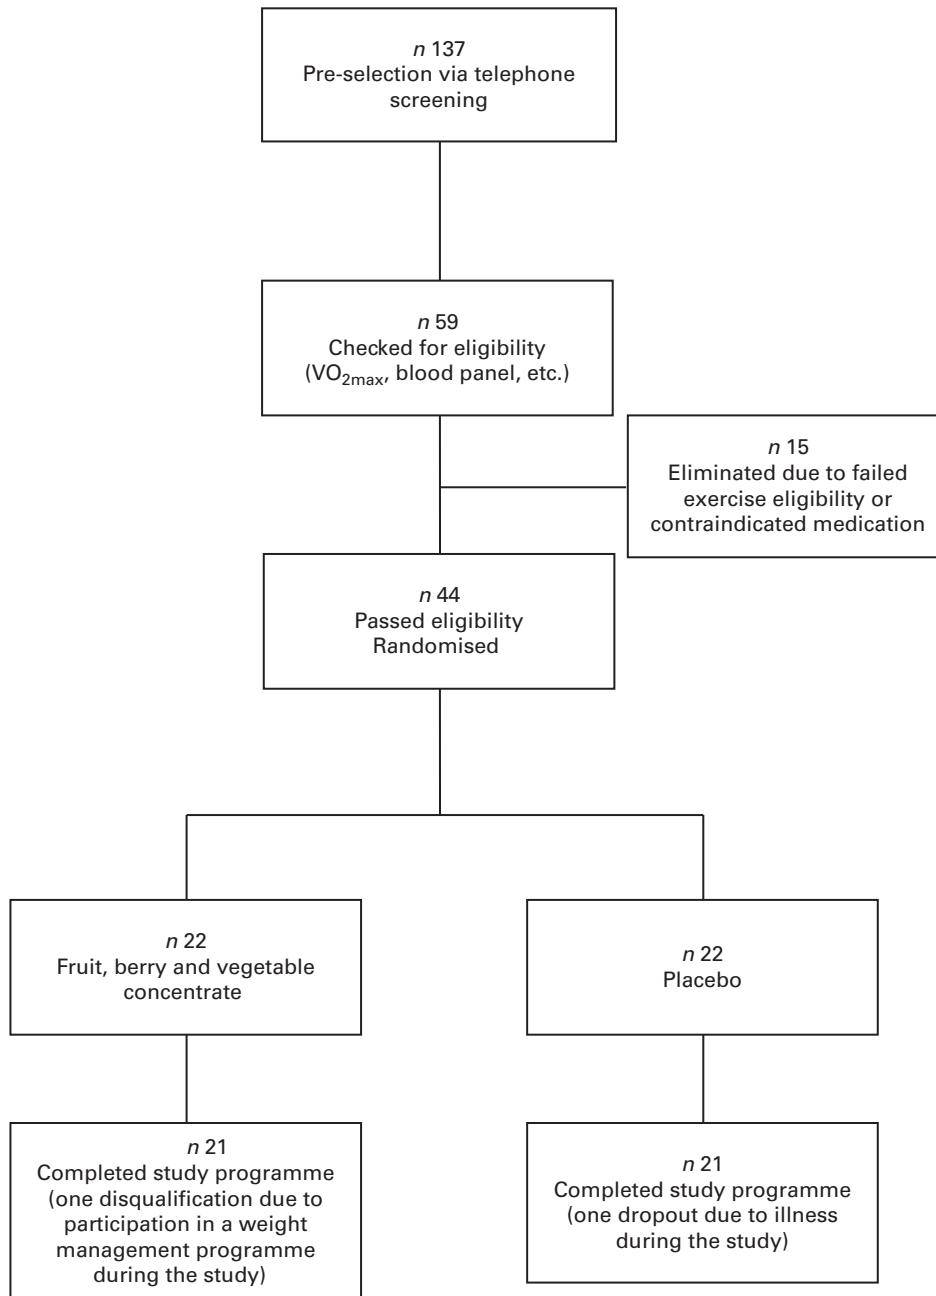 n 137
Pre-selection via telephone
screening
n 59
Checked for eligibility
(VO2max, blood panel, etc.)
n 15
Eliminated due to failed
exercise eligibility or
contraindicated medication
n 44
Passed eligibility
Randomised
n 22
Fruit, berry and vegetable
concentrate
n 22
Placebo
n 21
Completed study programme
(one disqualification due to
participation in a weight
management programme
during the study)
n 21
Completed study programme
(one dropout due to illness
during the study)